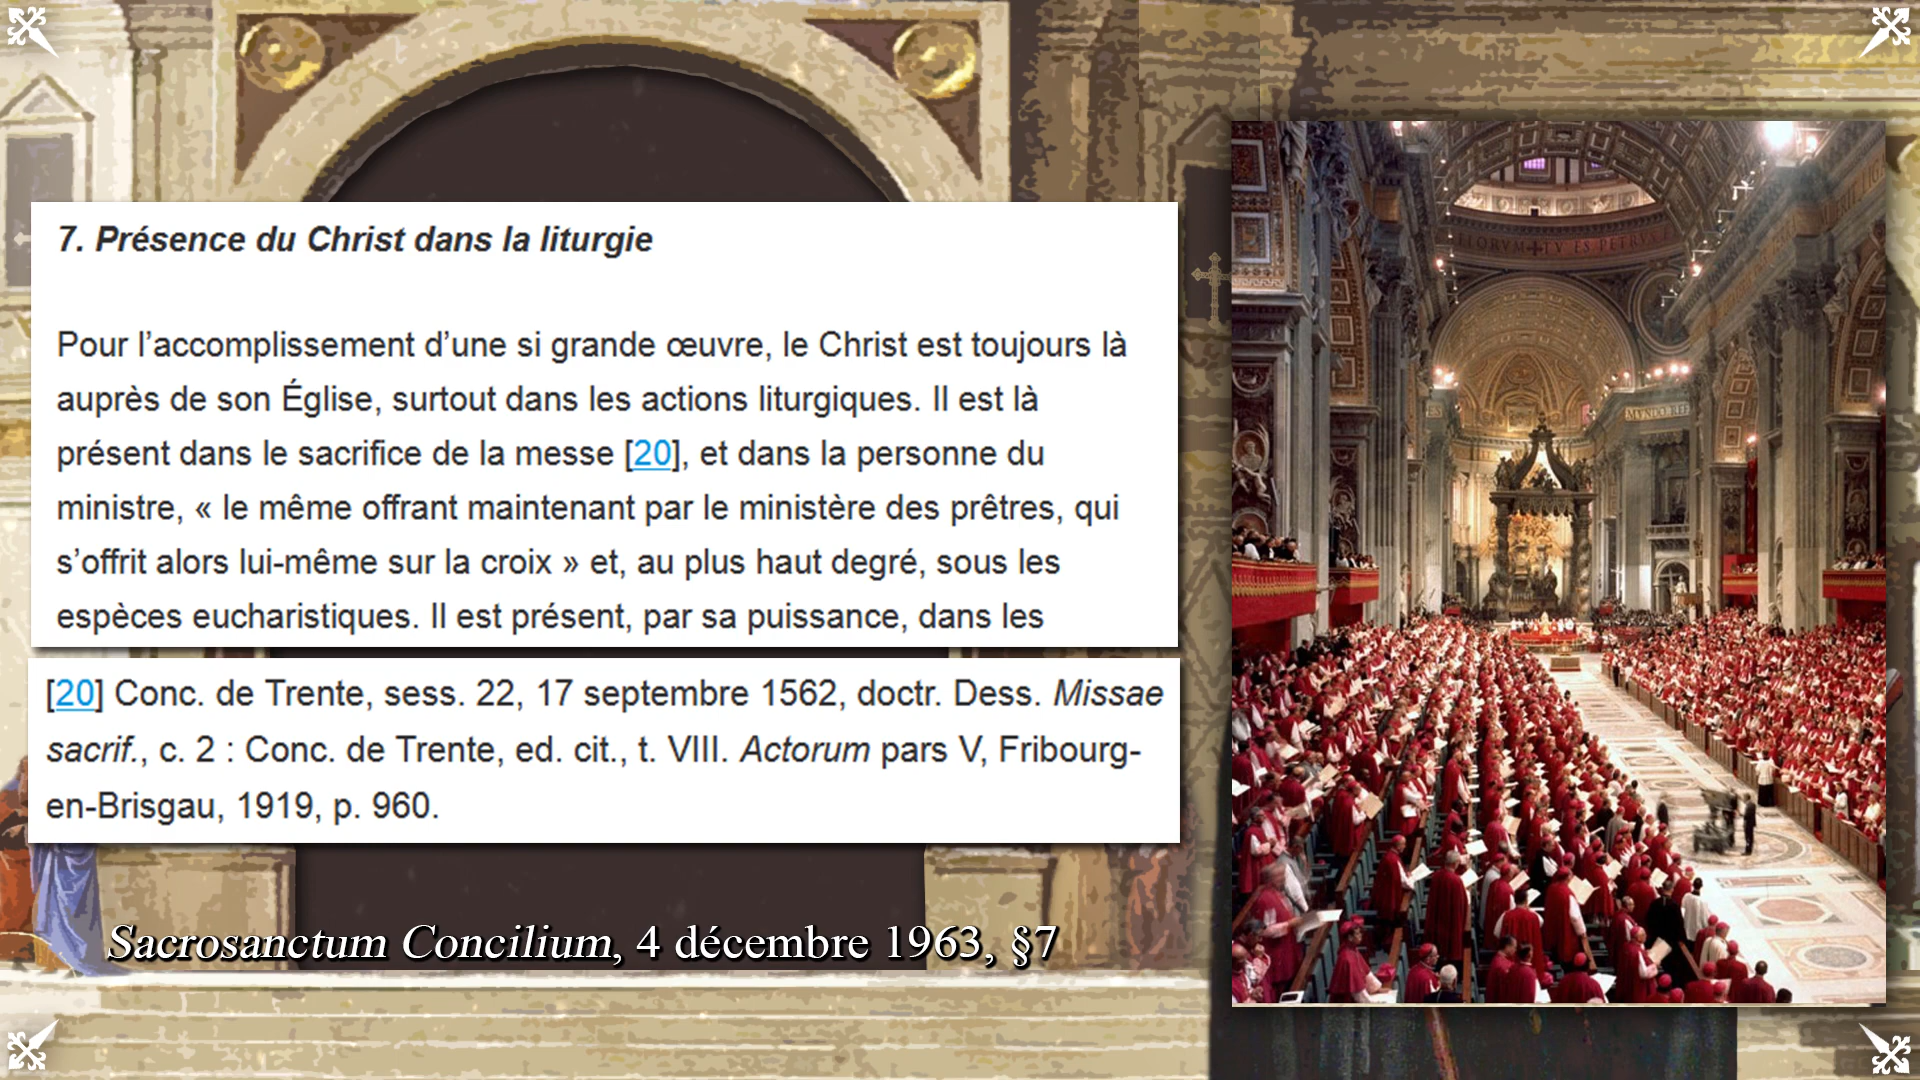 7. Présence du Christ dans la liturgie
Pour l’accomplissement d’une si grande œuvre, le Christ est toujours là
auprès de son Église, surtout dans les actions liturgiques. Il est là
présent dans le sacrifice de la messe [20], et dans la personne du
ministre, « le même offrant maintenant par le ministère des prêtres, qui
s’offrit alors lui-même sur la croix » et, au plus haut degré, sous les
espèces eucharistiques. Il est présent, par sa puissance, dans les
[20] Conc. de Trente, sess. 22, 17 septembre 1562, doctr. Dess. Missae
sacrif., c. 2 : Conc. de Trente, ed. cit., t. VIII. Actorum pars V, Fribourg-
en-Brisgau, 1919, p. 960.
Sacrosanctum Concilium, 4 décembre 1963, §7